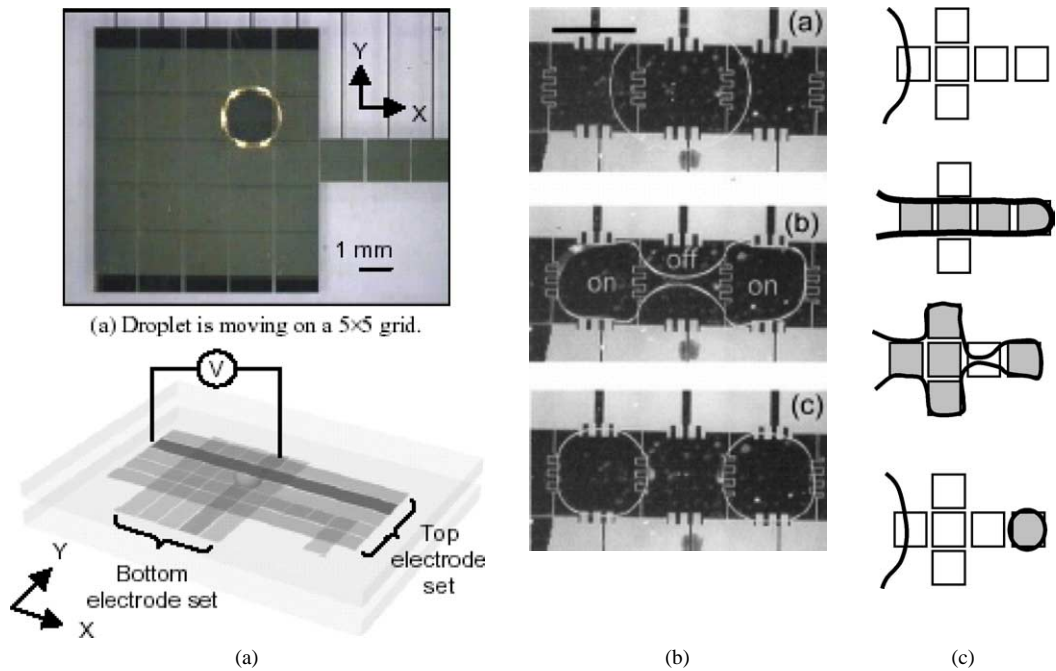 Y
X
1 mm
(a) Droplet is moving on a 5×5 grid.
V
Top
electrode
set
Bottom
electrode set
Y
X
(a)
(a)
(b)
on
off
on
(c)
(b)
(c)